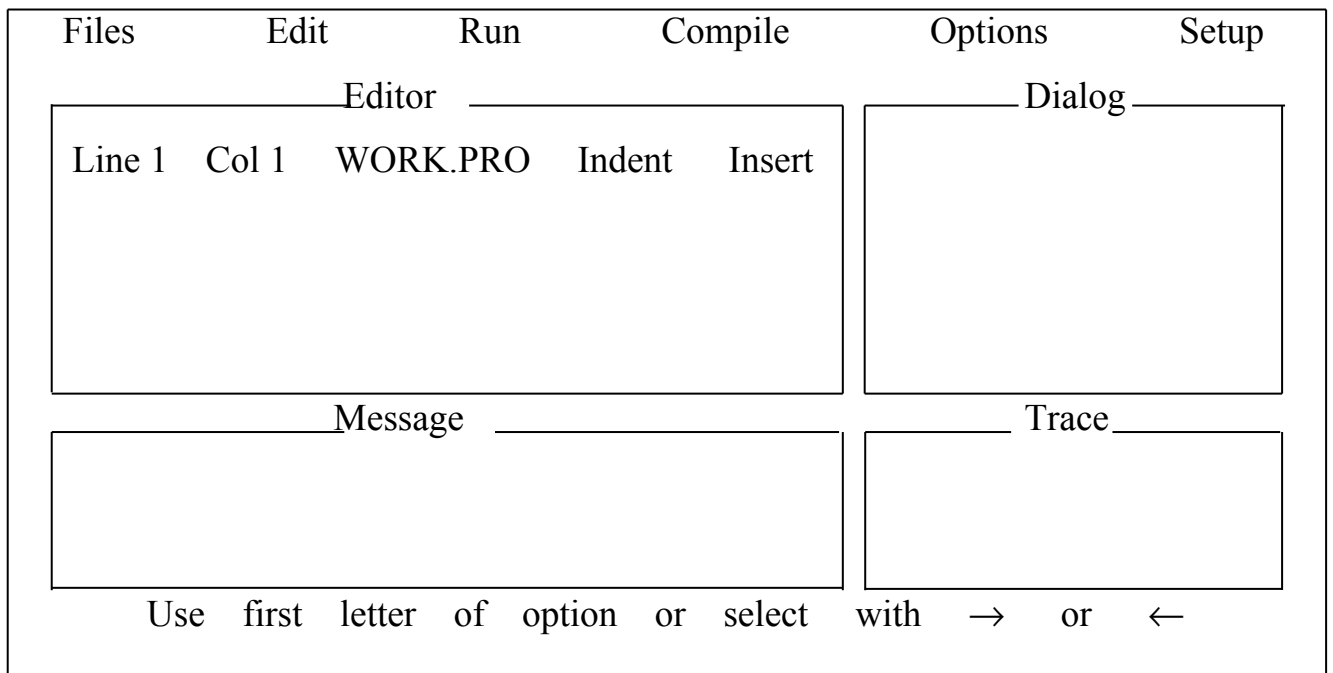 Files Edit Run Compile Options Setup
Editor Dialog
Line 1 Col 1 WORK.PRO Indent Insert
Message Trace
Use first letter of option or select with → or ←